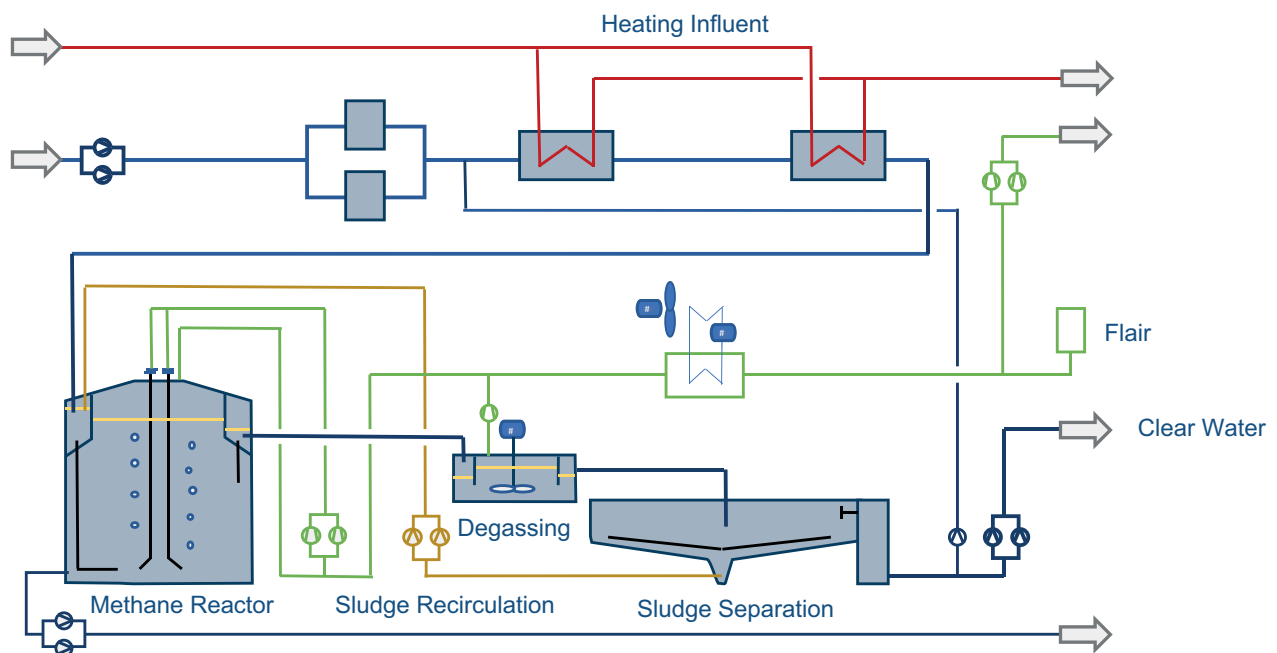 Heating Influent
#
#
Flair
Clear Water
#
Degassing
Methane Reactor
Sludge Recirculation
Sludge Separation